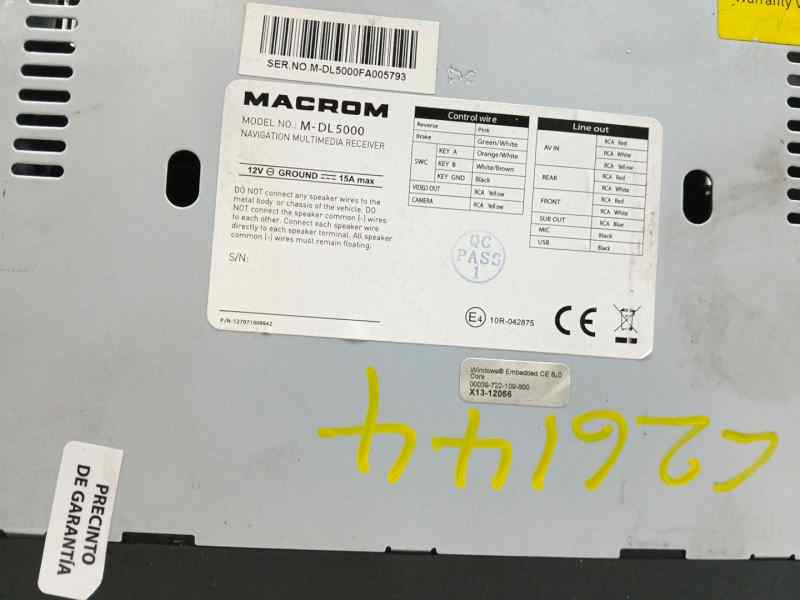 Warranty
SER.NO.M-DL5000FA005793
MACROM
MODEL NO.: M-DL5000
NAVIGATION MULTIMEDIA RECEIVER
12V ⊖ GROUND 15A max
DO NOT connect any speaker wires to the
metal body or chassis of the vehicle. DO
NOT connect the speaker common (-) wires
to each other. Connect each speaker wire
directly to each speaker terminal. All speaker
common (-) wires must remain floating.
S/N:
P/N:127071008642
Control wire
Reverse Pink
Brake Green/White
SWC KEY A Orange/White
KEY B White/Brown
KEY GND Black
VIDEO OUT RCA Yellow
CAMERA RCA Yellow
Line out
AV IN RCA Red
RCA White
RCA Yellow
REAR RCA Red
RCA White
FRONT RCA Red
RCA White
SUB OUT RCA Blue
MIC Black
USB Black
QC
PASS
1
E4 10R-042875
CE
Windows® Embedded CE 6.0
Core
00039-722-109-800
X13-12066
C26144
PRECINTO
DE GARANTÍA